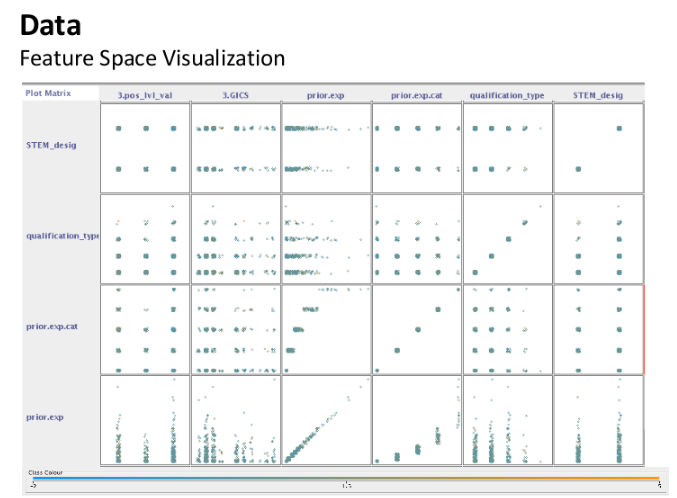 Data
Feature Space Visualization
Plot Matrix 3.pos_lvl_val 3.GICS prior.exp prior.exp.cat qualification_type STEM_desig
STEM_desig
qualification_type
prior.exp.cat
prior.exp
Class Colour